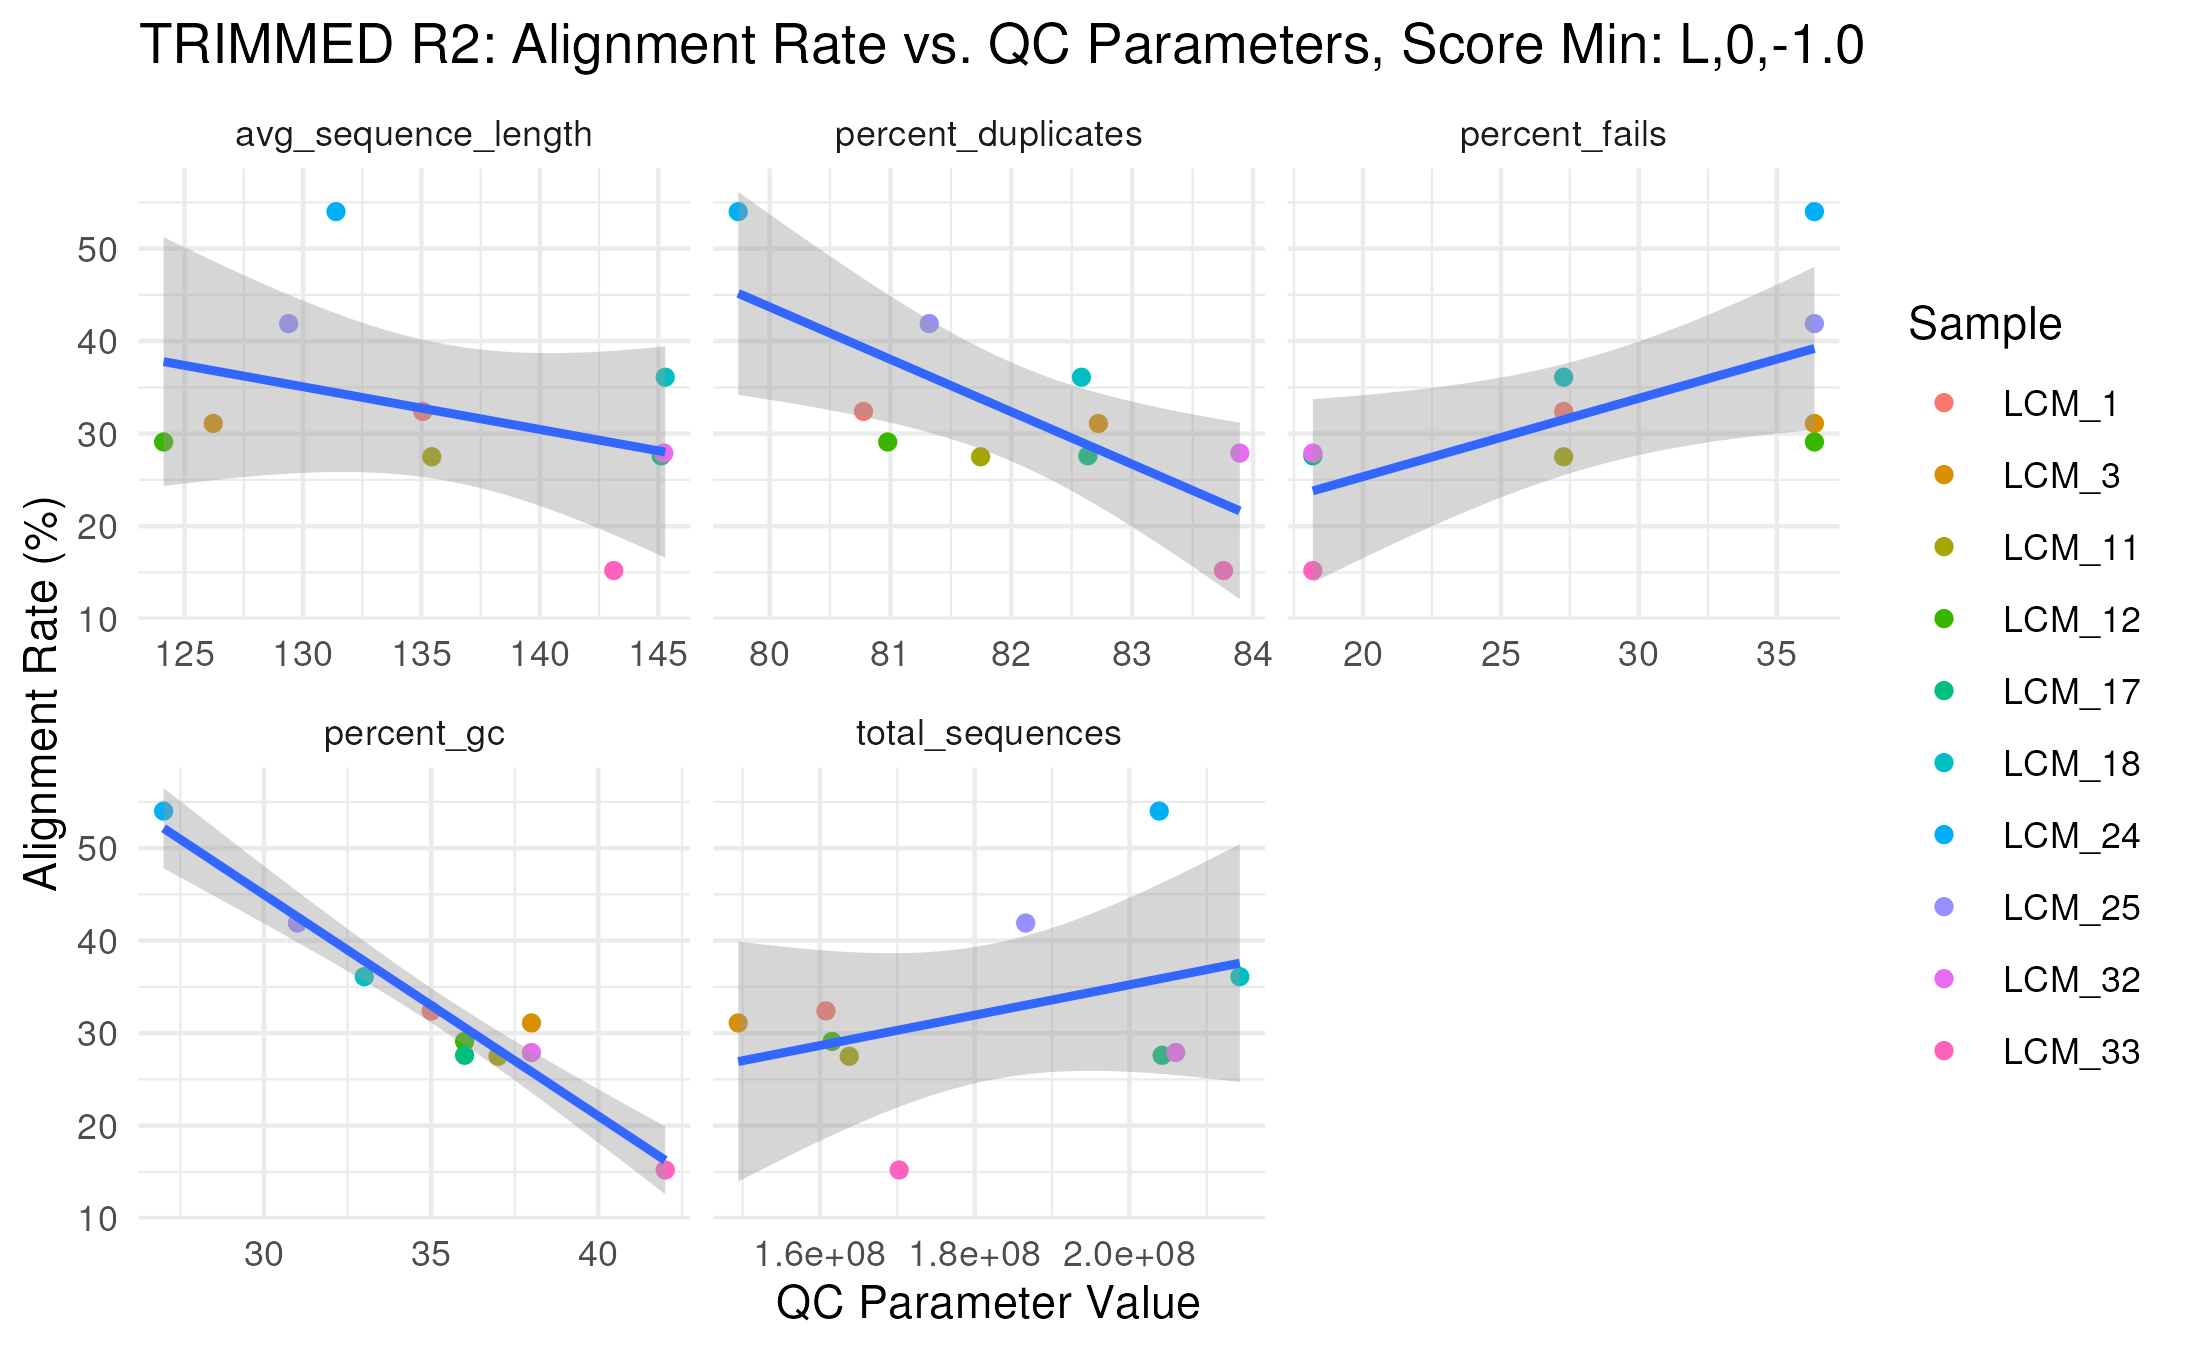 TRIMMED R2: Alignment Rate vs. QC Parameters, Score Min: L,0,-1.0
avg_sequence_length
percent_duplicates
percent_fails
50
40
30
20
10
125 130 135 140 145
80 81 82 83 84
20 25 30 35
percent_gc
total_sequences
50
40
30
20
10
30 35 40
1.6e+08 1.8e+08 2.0e+08
Alignment Rate (%)
QC Parameter Value
Sample
LCM_1
LCM_3
LCM_11
LCM_12
LCM_17
LCM_18
LCM_24
LCM_25
LCM_32
LCM_33